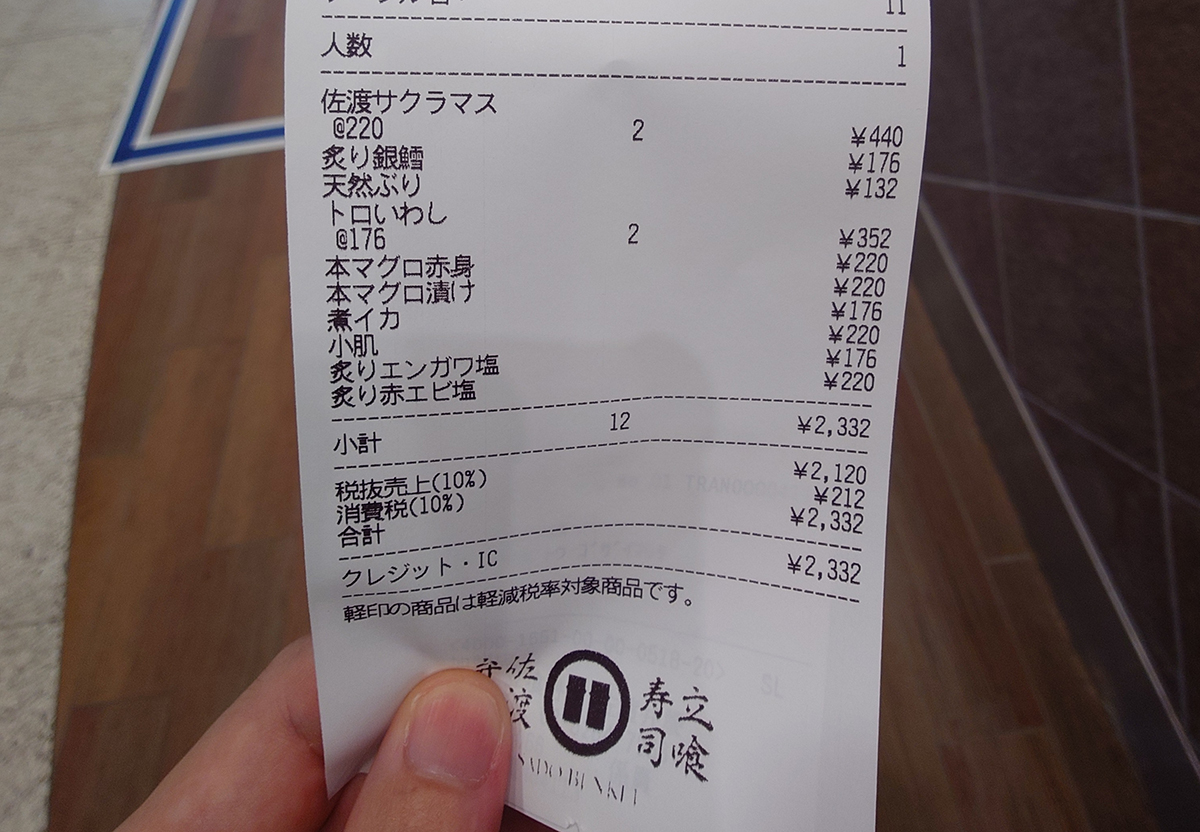 11
人数 1
佐渡サクラマス
@220 2 ¥440
炙り銀鱈 ¥176
天然ぶり ¥132
トロいわし
@176 2 ¥352
本マグロ赤身 ¥220
本マグロ漬け ¥220
煮イカ ¥176
小肌 ¥220
炙りエンガワ塩 ¥176
炙り赤エビ塩 ¥220
小計 12 ¥2,332
税抜売上(10%) ¥2,120
消費税(10%) ¥212
合計 ¥2,332
クレジット・IC ¥2,332
軽印の商品は軽減税率対象商品です。
立喰
寿司
佐渡
SADO BENKEI